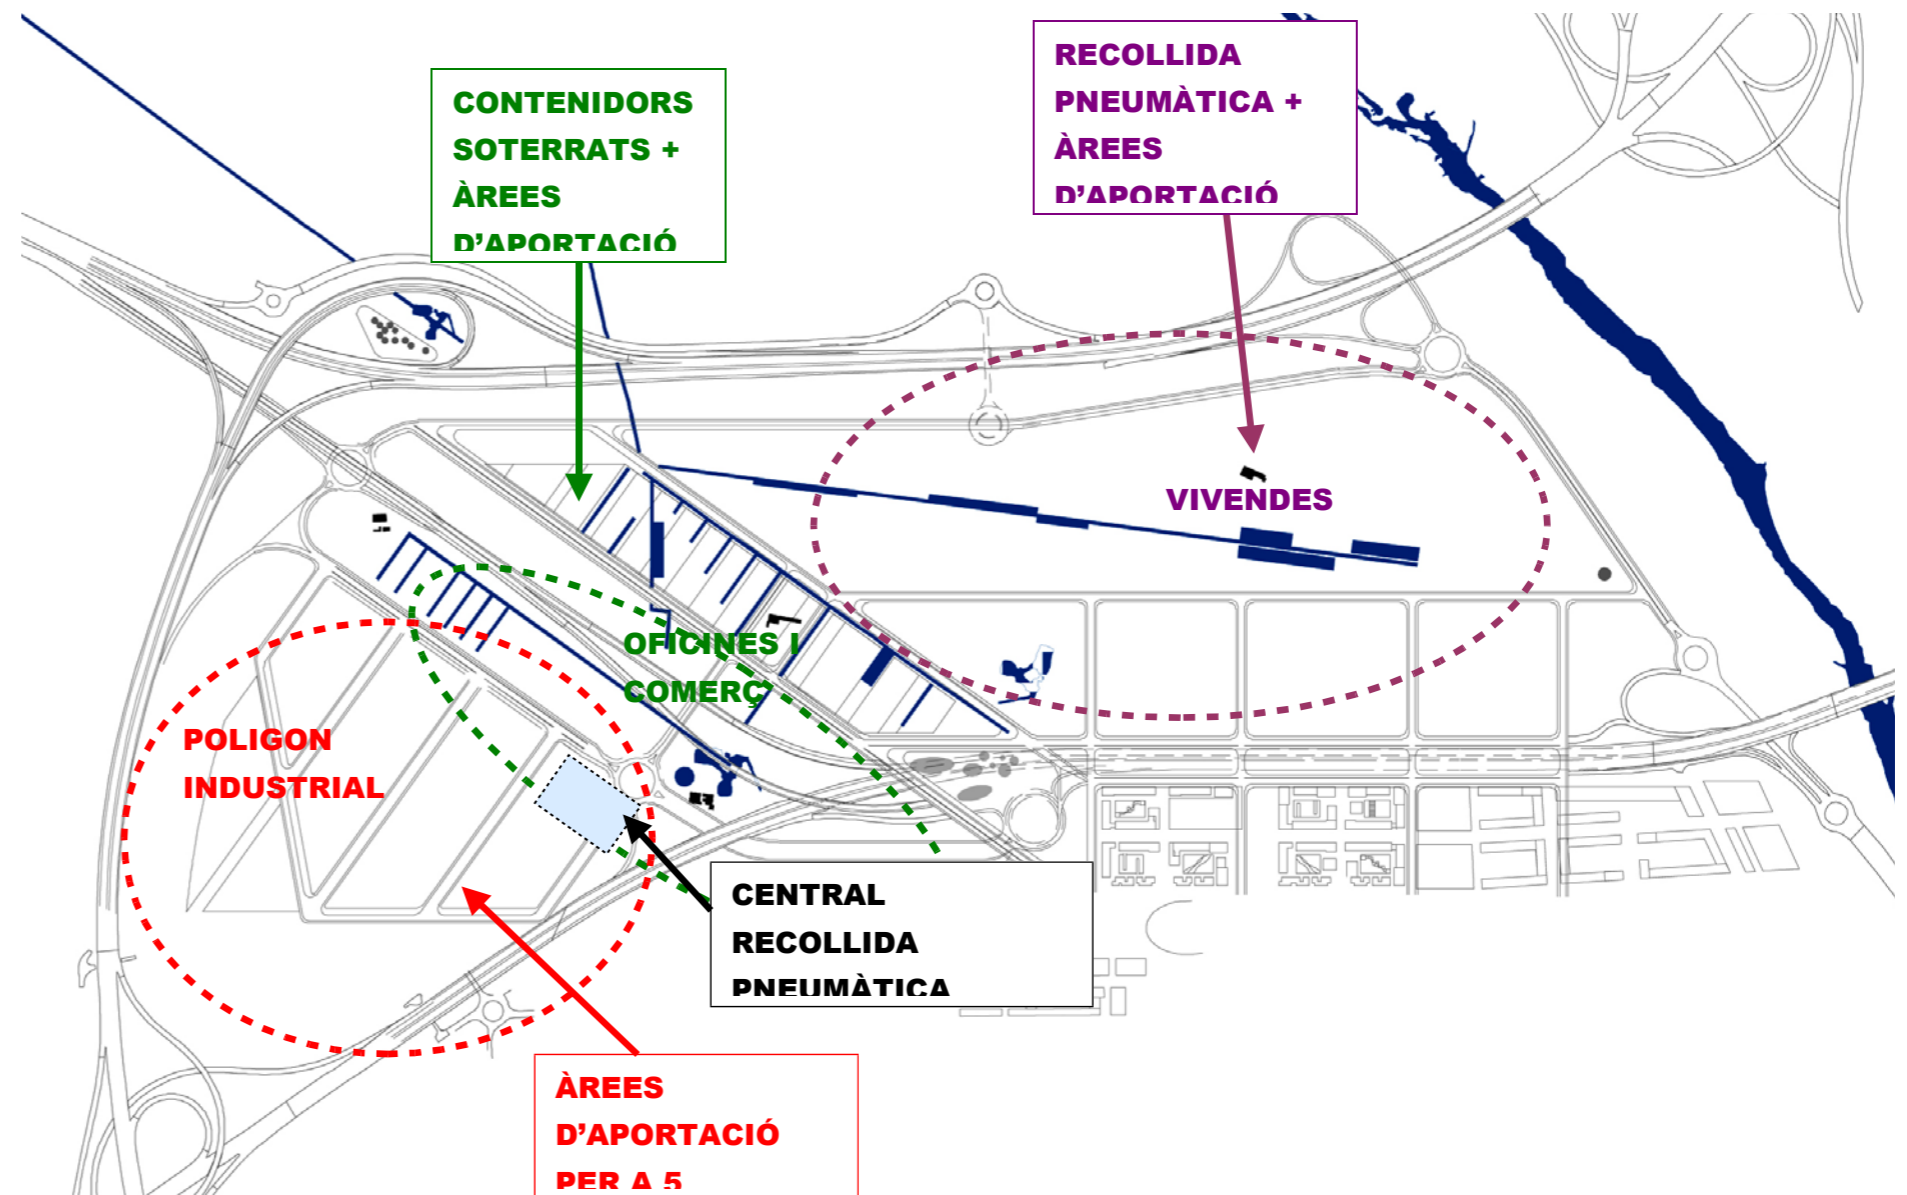 RECOLLIDA
PNEUMÀTICA +
ÀREES
D'APORTACIÓ
CONTENIDORS
SOTERRATS +
ÀREES
D'APORTACIÓ
VIVENDES
OFICINES I
COMERÇ
POLIGON
INDUSTRIAL
CENTRAL
RECOLLIDA
PNEUMÀTICA
ÀREES
D'APORTACIÓ
PER A 5